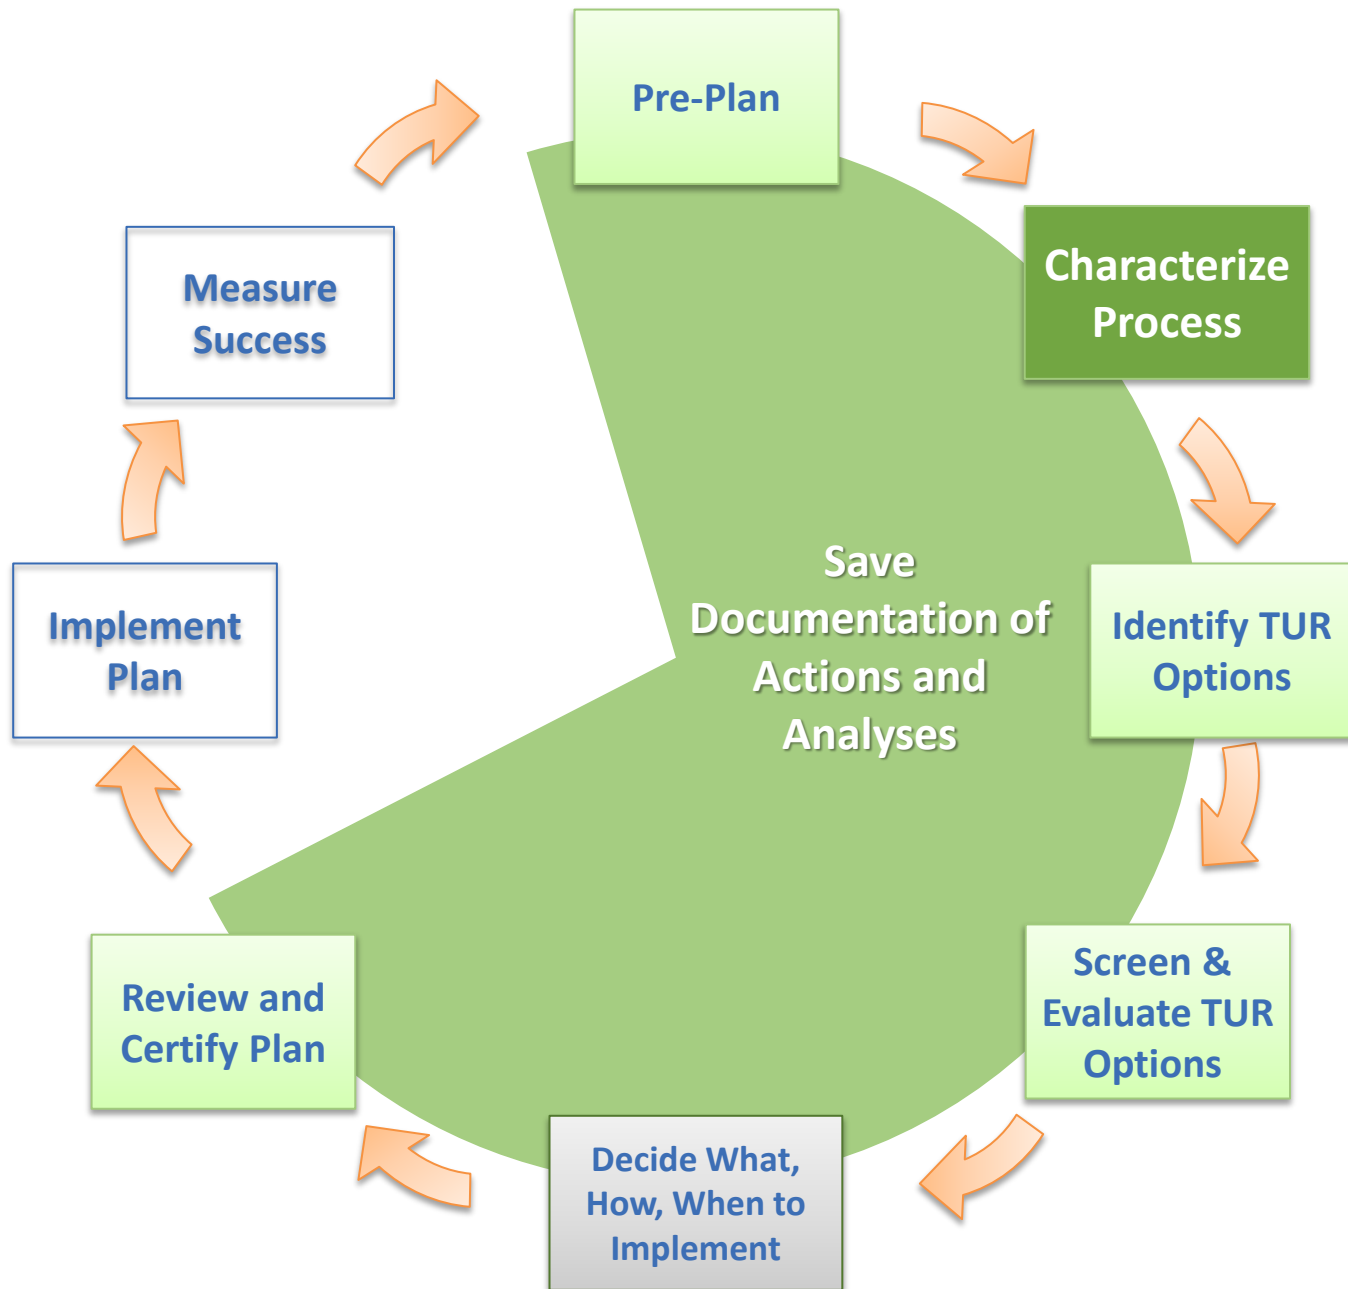 Pre-Plan
Characterize
Process
Identify TUR
Options
Screen &
Evaluate TUR
Options
Decide What,
How, When to
Implement
Review and
Certify Plan
Implement
Plan
Measure
Success
Save
Documentation of
Actions and
Analyses